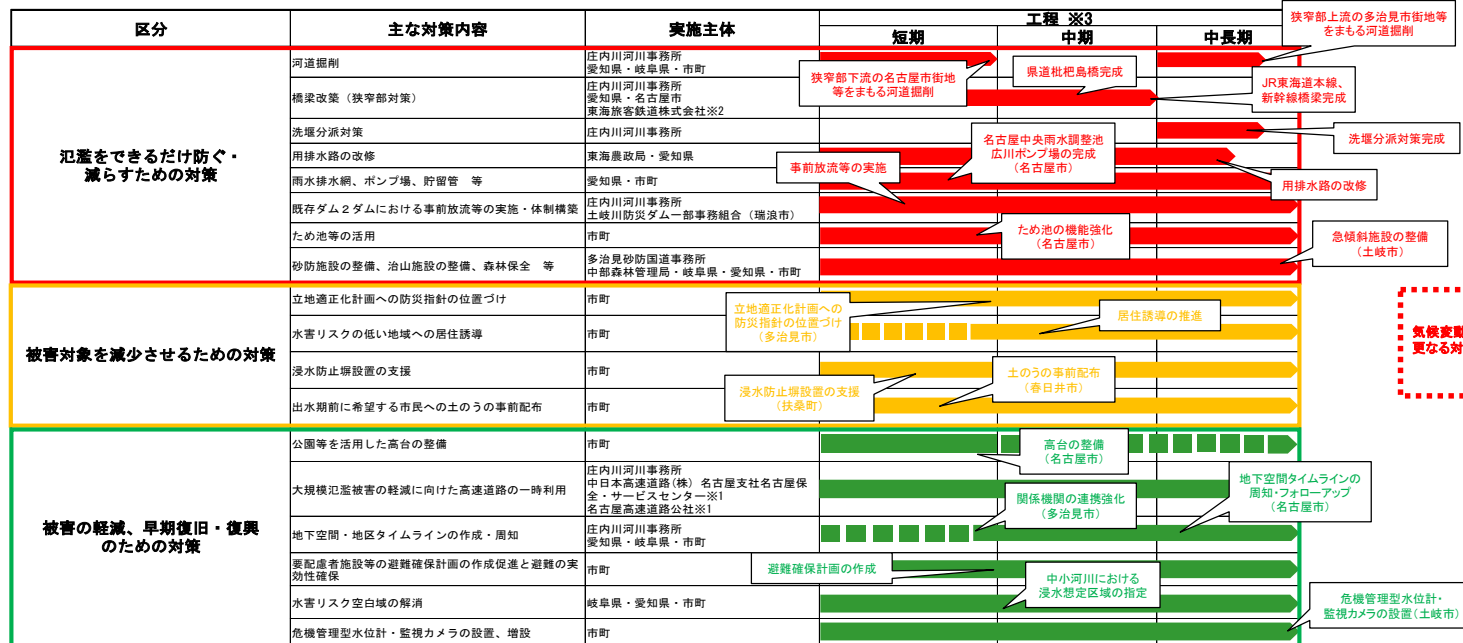 区分
主な対策内容
実施主体
工程 ※3
短期
中期
中長期
氾濫をできるだけ防ぐ・
減らすための対策
河道掘削
庄内川河川事務所
愛知県・岐阜県・市町
橋梁改築（狭窄部対策）
庄内川河川事務所
愛知県・名古屋市
東海旅客鉄道株式会社※2
洗堰分派対策
庄内川河川事務所
用排水路の改修
東海農政局・愛知県
雨水排水網、ポンプ場、貯留管　等
愛知県・市町
既存ダム２ダムにおける事前放流等の実施・体制構築
庄内川河川事務所
土岐川防災ダム一部事務組合（瑞浪市）
ため池等の活用
市町
砂防施設の整備、治山施設の整備、森林保全　等
多治見砂防国道事務所
中部森林管理局・岐阜県・愛知県・市町
狭窄部上流の多治見市街地等
をまもる河道掘削
狭窄部下流の名古屋市街地
等をまもる河道掘削
県道枇杷島橋完成
JR東海道本線、
新幹線橋梁完成
洗堰分派対策完成
名古屋中央雨水調整池
広川ポンプ場の完成
（名古屋市）
事前放流等の実施
用排水路の改修
ため池の機能強化
（名古屋市）
急傾斜施設の整備
（土岐市）
被害対象を減少させるための対策
立地適正化計画への防災指針の位置づけ
市町
水害リスクの低い地域への居住誘導
市町
浸水防止塀設置の支援
市町
出水期前に希望する市民への土のうの事前配布
市町
立地適正化計画への
防災指針の位置づけ
（多治見市）
居住誘導の推進
浸水防止塀設置の支援
（扶桑町）
土のうの事前配布
（春日井市）
気候変動
更なる対
被害の軽減、早期復旧・復興
のための対策
公園等を活用した高台の整備
市町
大規模氾濫被害の軽減に向けた高速道路の一時利用
庄内川河川事務所
中日本高速道路(株) 名古屋支社名古屋保
全・サービスセンター※1
名古屋高速道路公社※1
地下空間・地区タイムラインの作成・周知
庄内川河川事務所
愛知県・岐阜県・市町
要配慮者施設等の避難確保計画の作成促進と避難の実
効性確保
市町
水害リスク空白域の解消
岐阜県・愛知県・市町
危機管理型水位計・監視カメラの設置、増設
市町
高台の整備
（名古屋市）
関係機関の連携強化
（多治見市）
地下空間タイムラインの
周知・フォローアップ
（名古屋市）
避難確保計画の作成
中小河川における
浸水想定区域の指定
危機管理型水位計・
監視カメラの設置（土岐市）